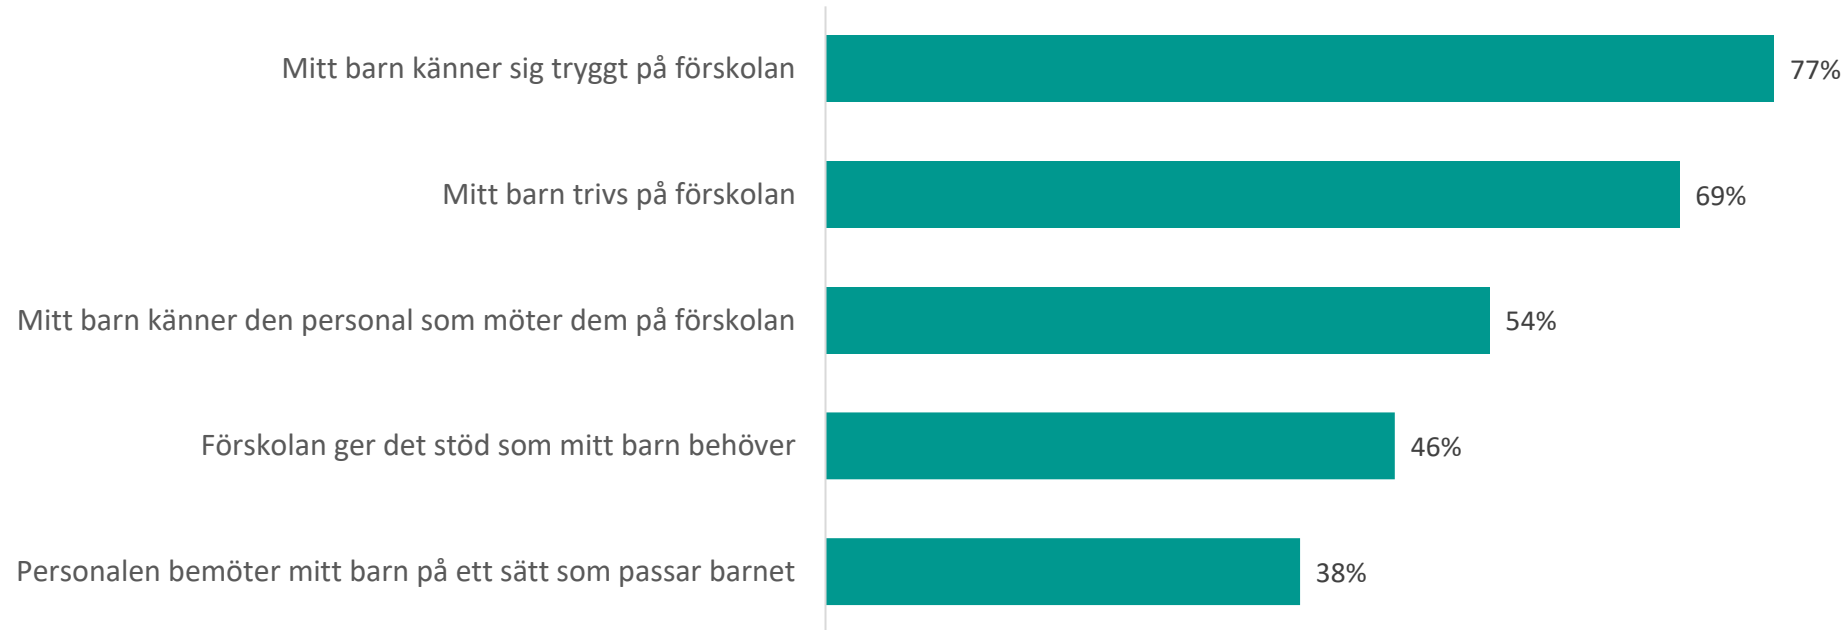 Mitt barn känner sig tryggt på förskolan 77%
Mitt barn trivs på förskolan 69%
Mitt barn känner den personal som möter dem på förskolan 54%
Förskolan ger det stöd som mitt barn behöver 46%
Personalen bemöter mitt barn på ett sätt som passar barnet 38%